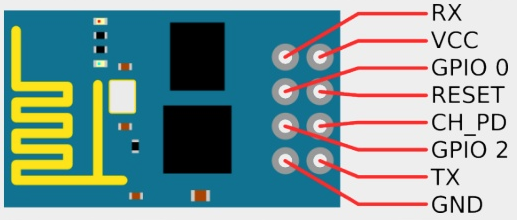 RX
VCC
GPIO 0
RESET
CH_PD
GPIO 2
TX
GND